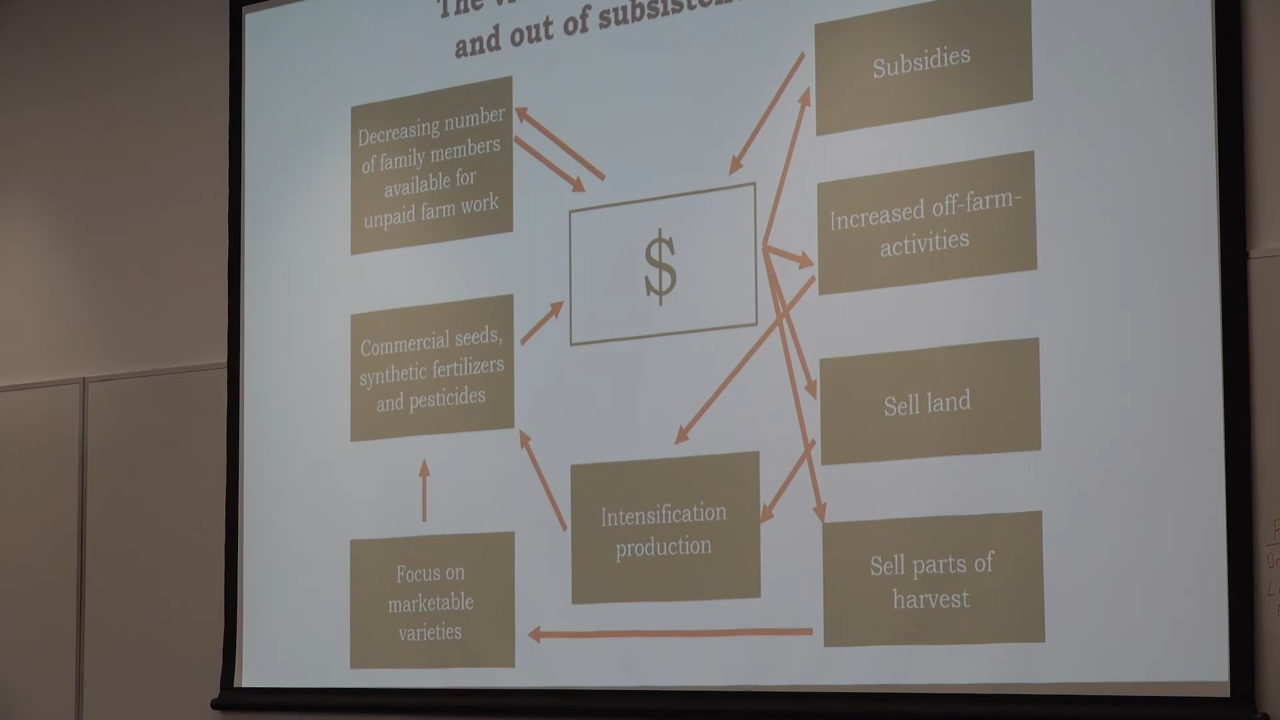 The
and out of subsisten
Decreasing number
of family members
available for
unpaid farm work
Subsidies
Increased off-farm-
activities
$
Commercial seeds,
synthetic fertilizers
and pesticides
Sell land
Intensification
production
Focus on
marketable
varieties
Sell parts of
harvest